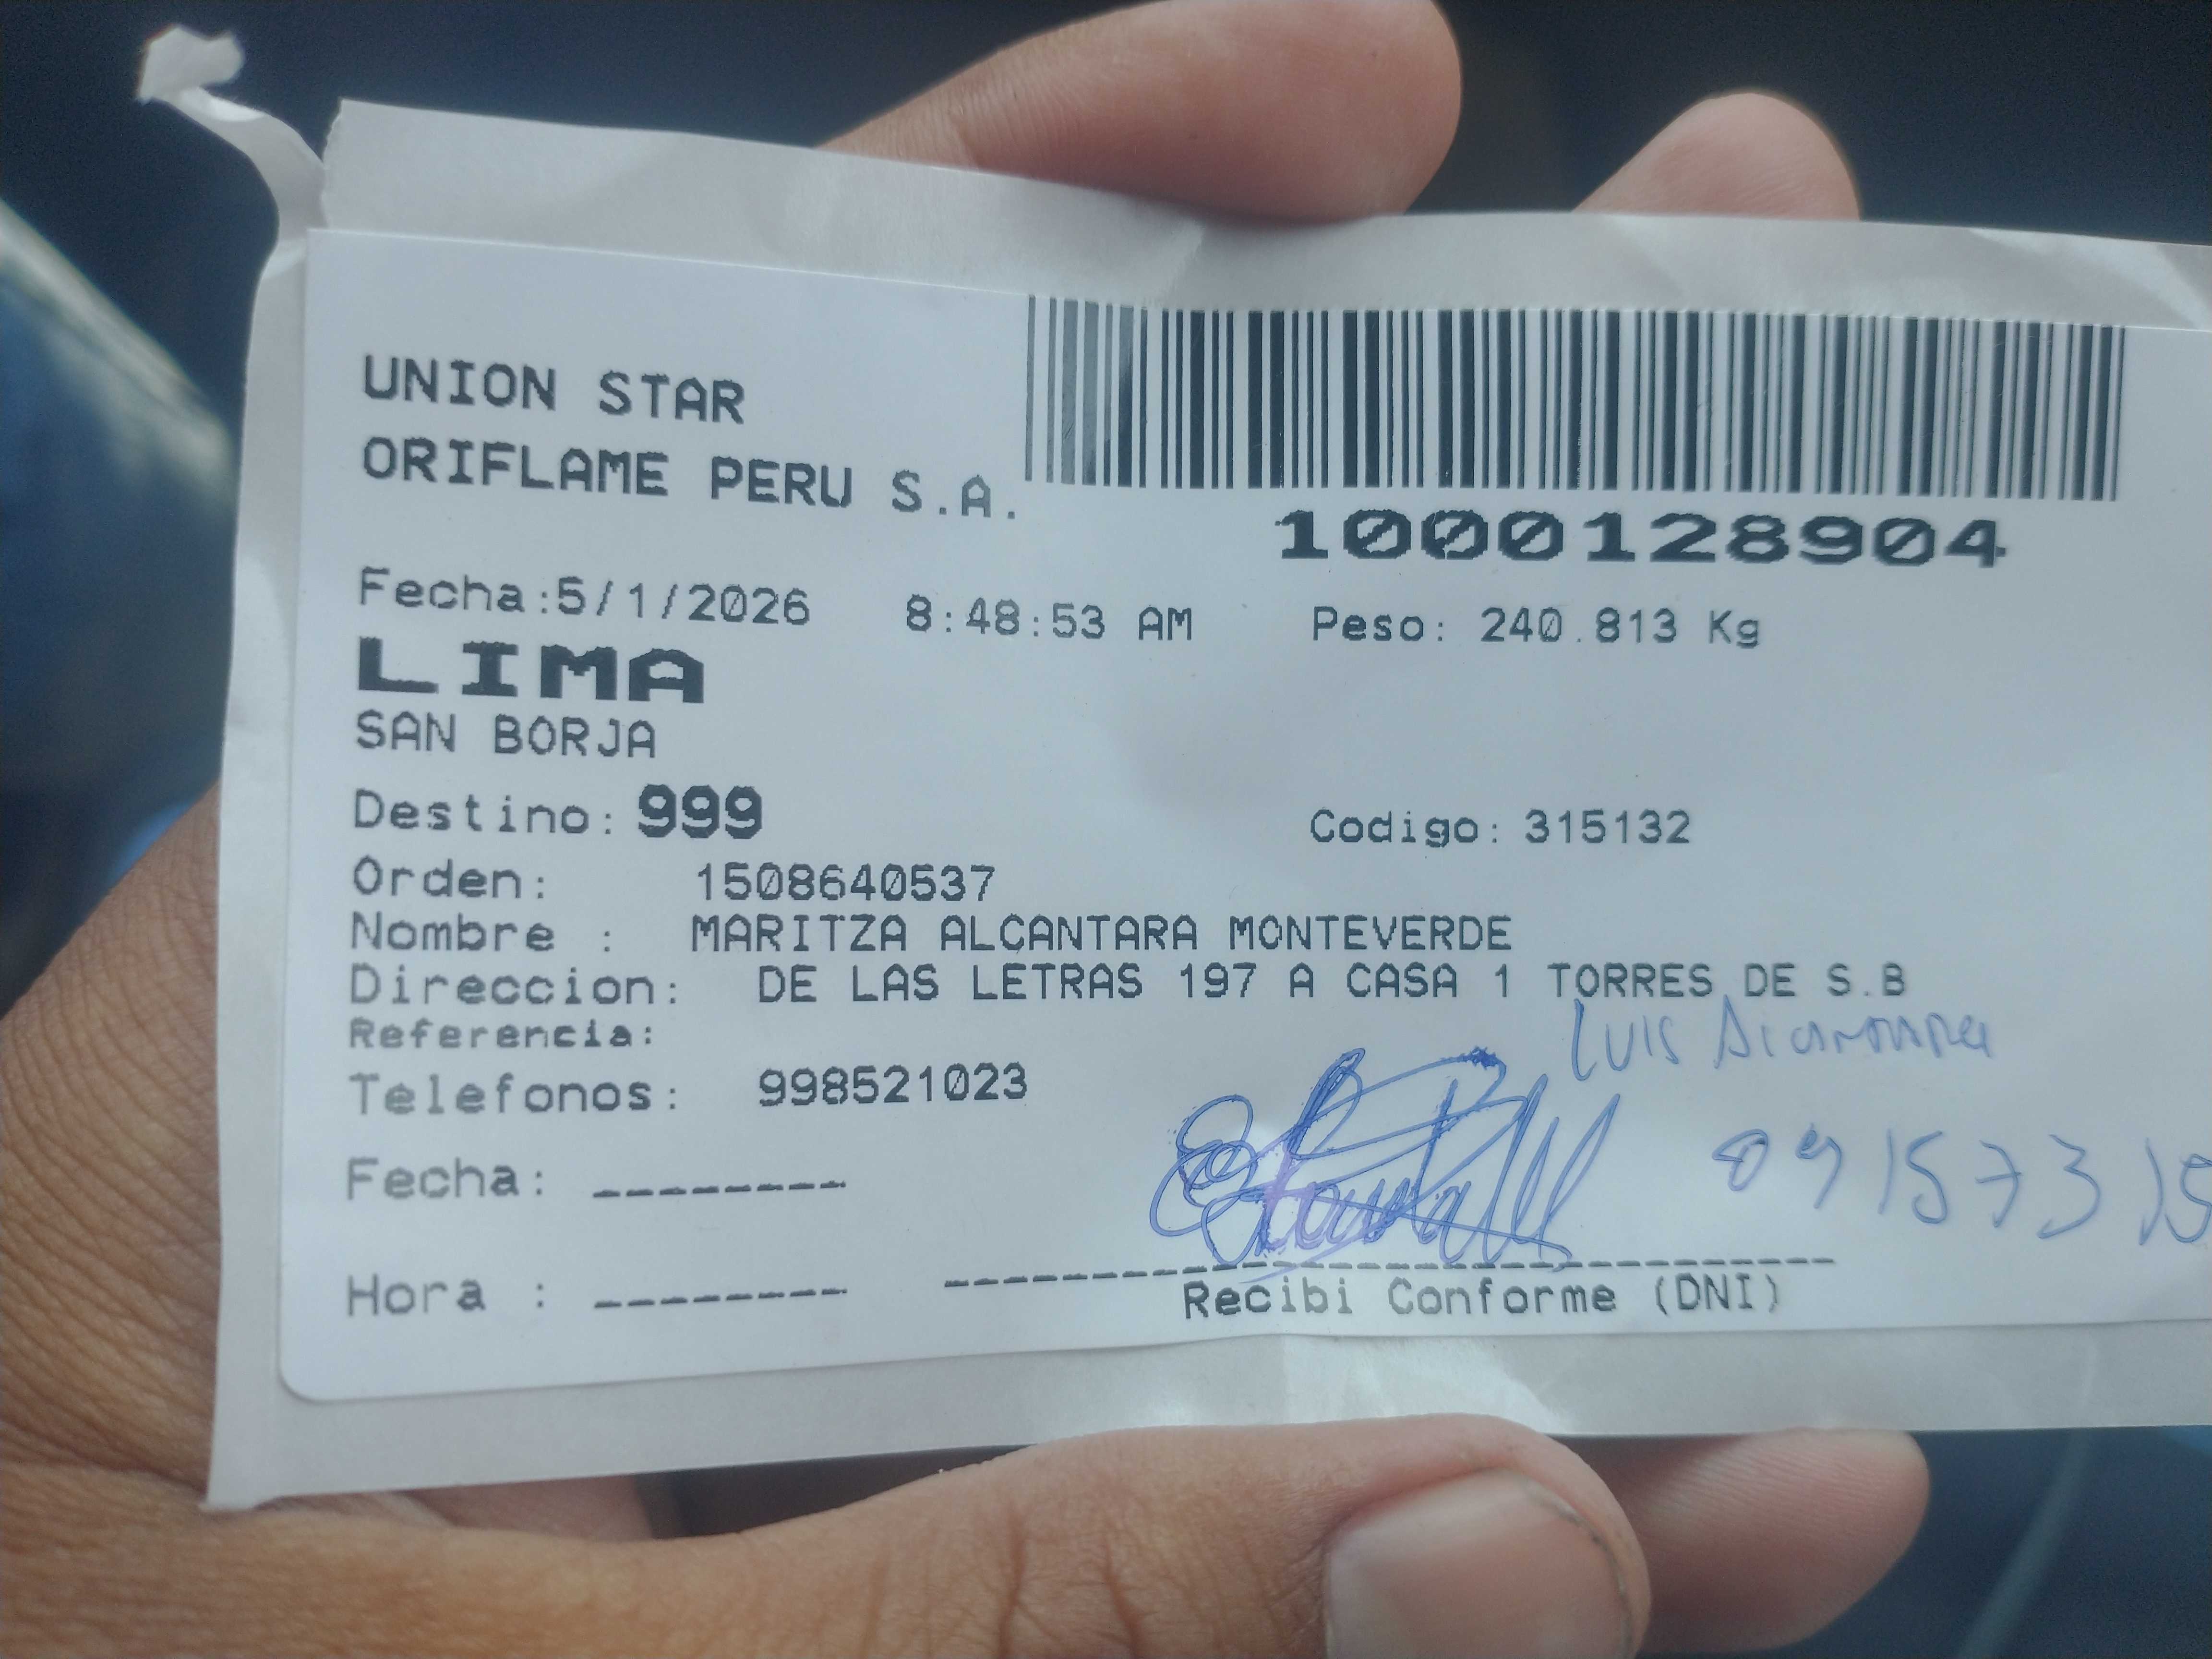 UNION STAR
ORIFLAME PERU S.A.
1000128904
Fecha:5/1/2026 8:48:53 AM Peso: 240.813 Kg
LIMA
SAN BORJA
Destino: 999 Codigo: 315132
Orden: 1508640537
Nombre : MARITZA ALCANTARA MONTEVERDE
Direccion: DE LAS LETRAS 197 A CASA 1 TORRES DE S.B
Referencia:
Luis
Telefonos: 998521023
Fecha: --------
09157315
Hora : --------
Recibi Conforme (DNI)